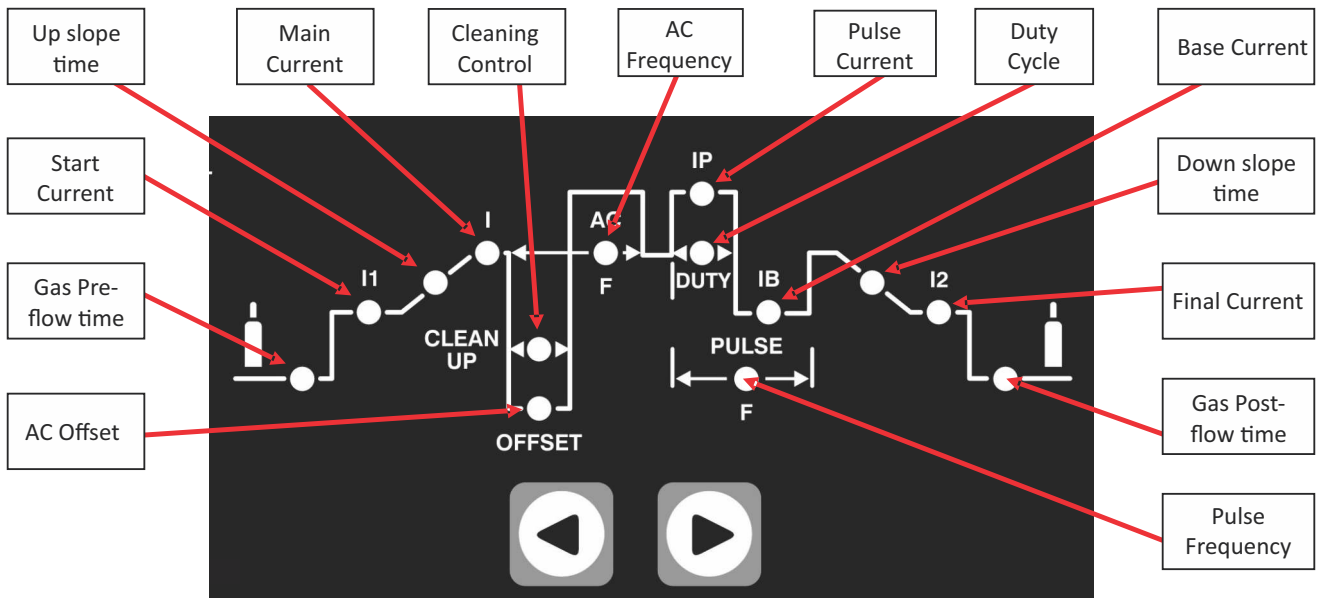 Up slope
time
Main
Current
Cleaning
Control
AC
Frequency
Pulse
Current
Duty
Cycle
Base Current
Start
Current
Down slope
time
Gas Pre-
flow time
Final Current
AC Offset
Gas Post-
flow time
Pulse
Frequency
IP
I
AC
I1
F
DUTY
IB
I2
CLEAN
UP
PULSE
F
OFFSET